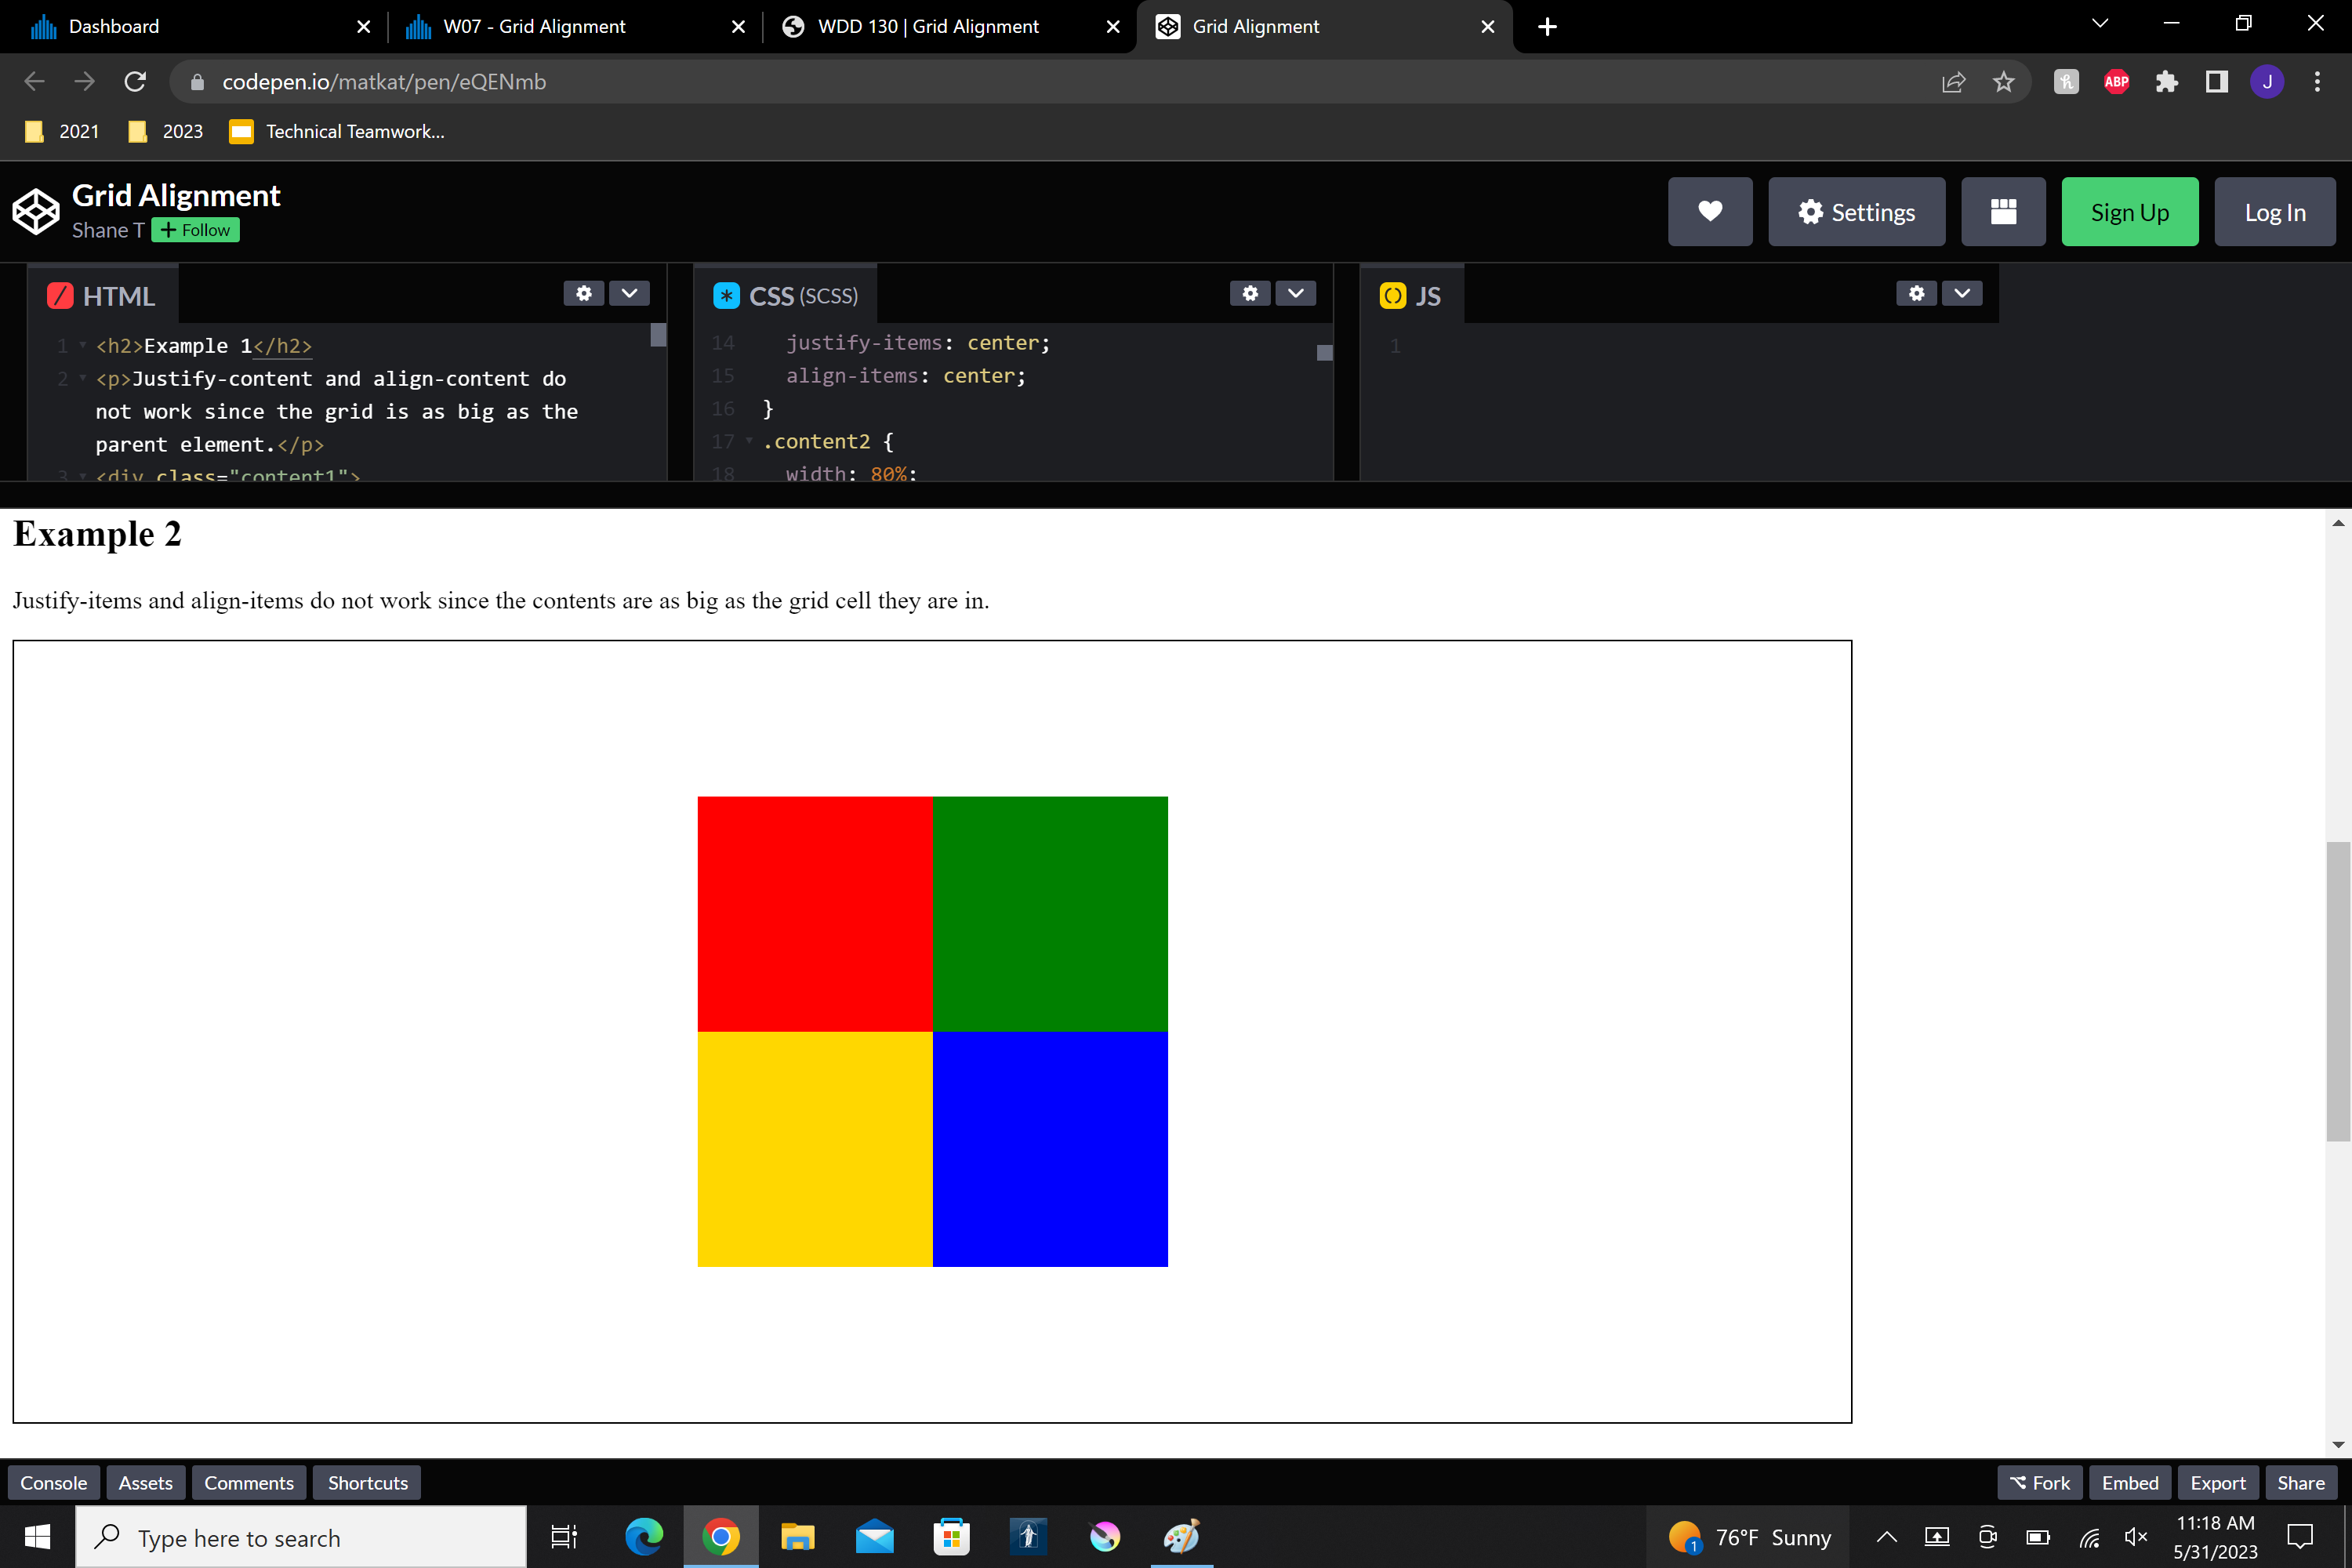 Dashboard
W07 - Grid Alignment
WDD 130 | Grid Alignment
Grid Alignment
codepen.io/matkat/pen/eQENmb
ABP
J
2021
2023
Technical Teamwork...
Grid Alignment
Shane T
+ Follow
Settings
Sign Up
Log In
HTML
1 <h2>Example 1</h2>
2 <p>Justify-content and align-content do
not work since the grid is as big as the
parent element.</p>
3 <div class="content1">
CSS (SCSS)
14 justify-items: center;
15 align-items: center;
16 }
17 .content2 {
18 width: 80%;
JS
1
Example 2
Justify-items and align-items do not work since the contents are as big as the grid cell they are in.
Console
Assets
Comments
Shortcuts
Fork
Embed
Export
Share
Type here to search
1
76°F Sunny
11:18 AM
5/31/2023